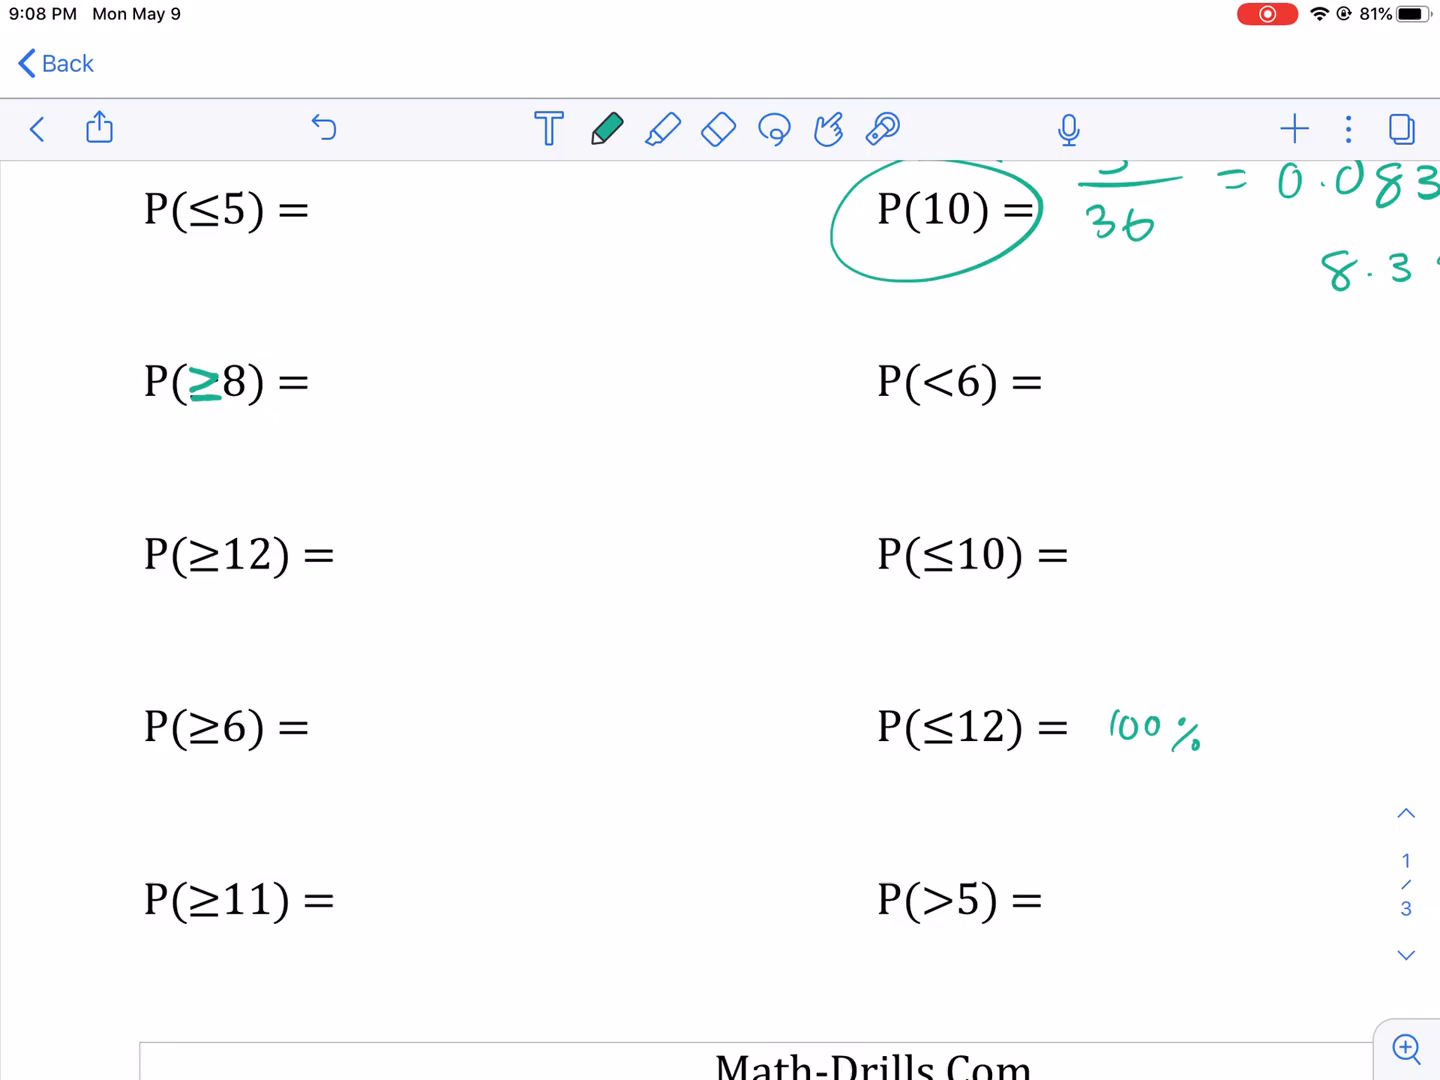 9:08 PM Mon May 9
81%
Back
P(≤5) =
P(10) = 3/36 = 0.083
8.3
P(≥8) =
P(<6) =
P(≥12) =
P(≤10) =
P(≥6) =
P(≤12) = 100%
P(≥11) =
P(>5) =
1
/
3
Math-Drills.Com